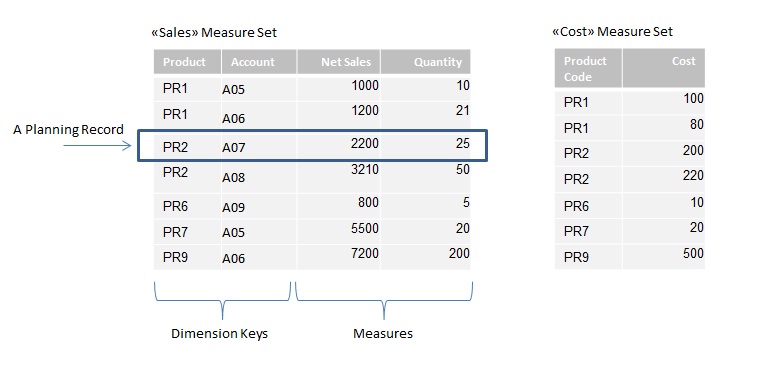 «Sales» Measure Set
Product Account Net Sales Quantity
PR1 A05 1000 10
PR1 A06 1200 21
A Planning Record
PR2 A07 2200 25
PR2 A08 3210 50
PR6 A09 800 5
PR7 A05 5500 20
PR9 A06 7200 200
Dimension Keys
Measures
«Cost» Measure Set
Product Code Cost
PR1 100
PR1 80
PR2 200
PR2 220
PR6 10
PR7 20
PR9 500